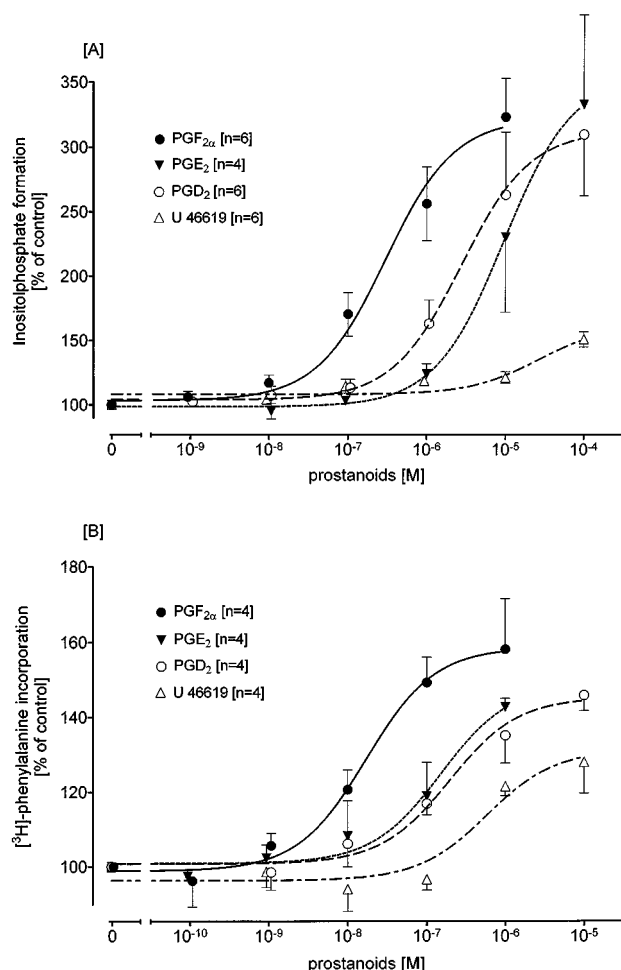 [A]
Inositolphosphate formation
[% of control]
350
300
250
200
150
100
● PGF₂α [n=6]
▼ PGE₂ [n=4]
○ PGD₂ [n=6]
△ U 46619 [n=6]
0 10⁻⁹ 10⁻⁸ 10⁻⁷ 10⁻⁶ 10⁻⁵ 10⁻⁴
prostanoids [M]
[B]
[³H]-phenylalanine incorporation
[% of control]
180
160
140
120
100
● PGF₂α [n=4]
▼ PGE₂ [n=4]
○ PGD₂ [n=4]
△ U 46619 [n=4]
0 10⁻¹⁰ 10⁻⁹ 10⁻⁸ 10⁻⁷ 10⁻⁶ 10⁻⁵
prostanoids [M]